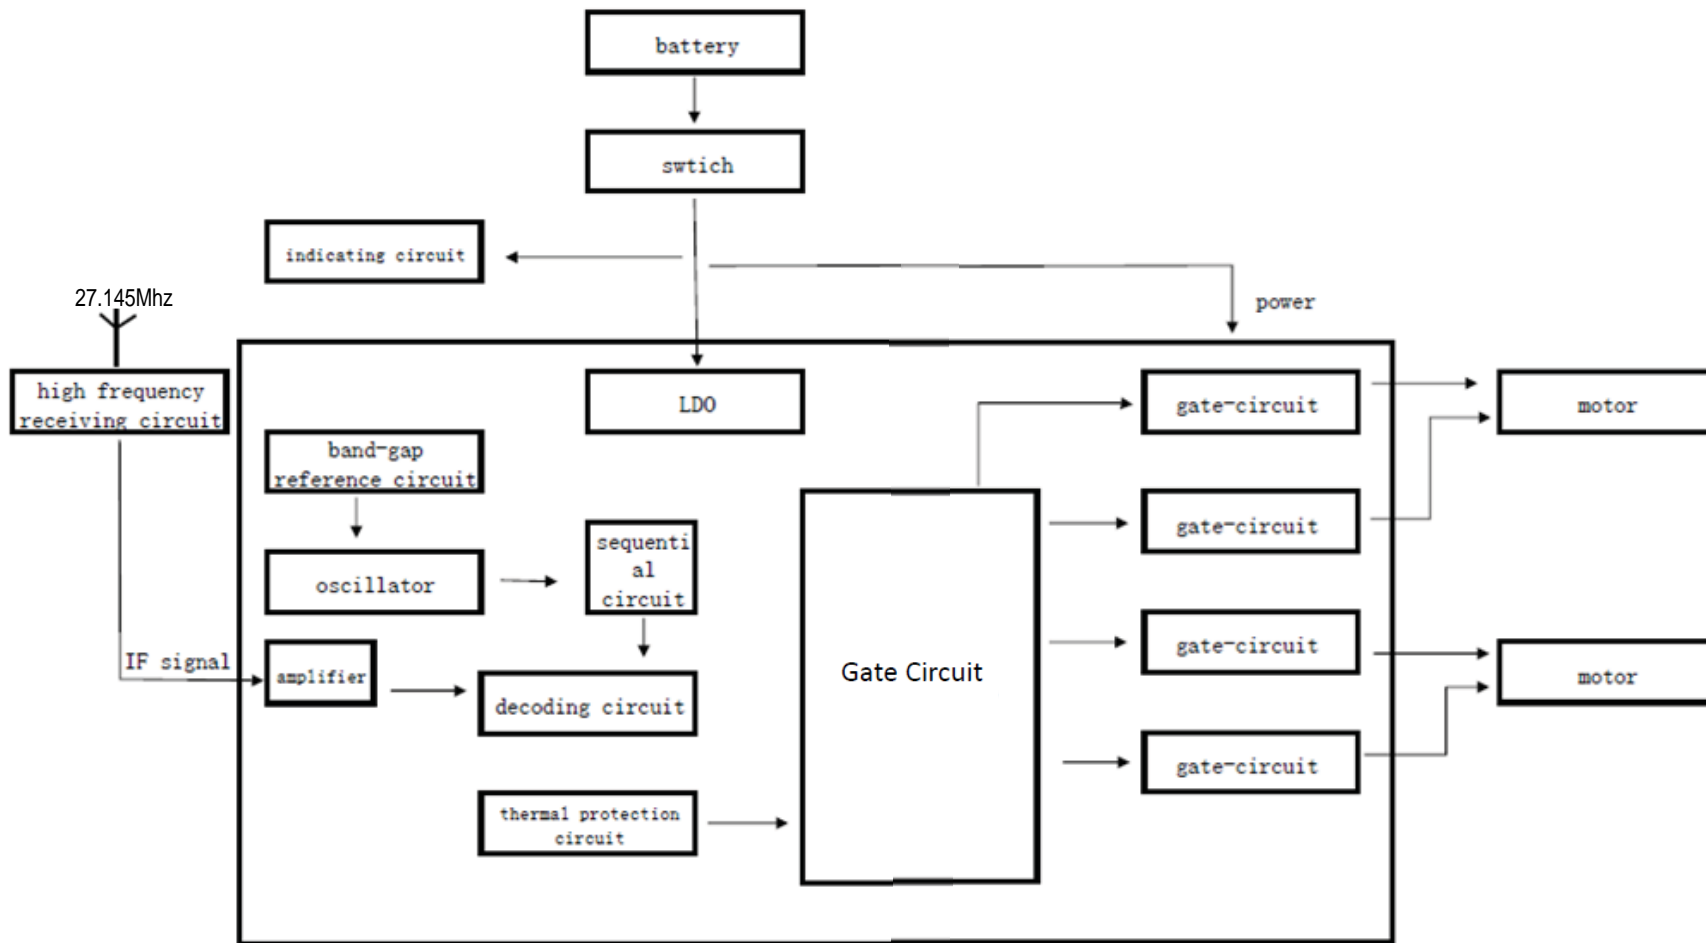 battery
swtich
indicating circuit
27.145Mhz
power
high frequency
receiving circuit
LDO
gate-circuit
motor
band-gap
reference circuit
gate-circuit
sequenti
al
circuit
oscillator
IF signal
amplifier
decoding circuit
Gate Circuit
gate-circuit
motor
gate-circuit
thermal protection
circuit